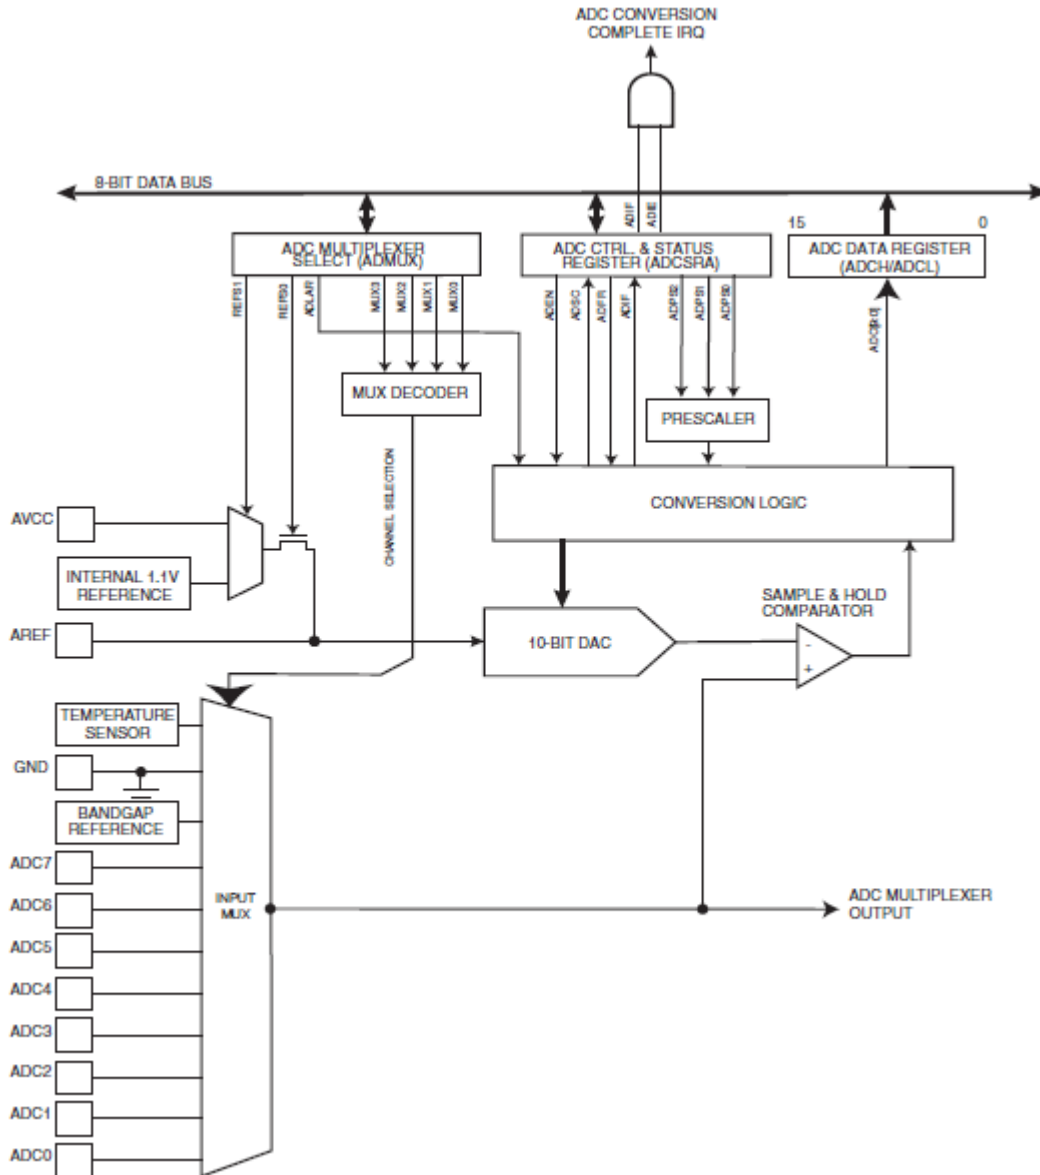 ADC CONVERSION
COMPLETE IRQ
8-BIT DATA BUS
ADIF
ADIE
15
0
ADC MULTIPLEXER
SELECT (ADMUX)
ADC CTRL. & STATUS
REGISTER (ADCSRA)
ADC DATA REGISTER
(ADCH/ADCL)
REFS1
REFS0
ADLAR
MUX3
MUX2
MUX1
MUX0
ADEN
ADSC
ADFR
ADIF
ADPS2
ADPS1
ADPS0
ADC[9:0]
MUX DECODER
PRESCALER
CHANNEL SELECTION
CONVERSION LOGIC
AVCC
INTERNAL 1.1V
REFERENCE
AREF
SAMPLE & HOLD
COMPARATOR
10-BIT DAC
-
+
TEMPERATURE
SENSOR
GND
BANDGAP
REFERENCE
ADC7
ADC6
ADC5
ADC4
ADC3
ADC2
ADC1
ADC0
INPUT
MUX
ADC MULTIPLEXER
OUTPUT